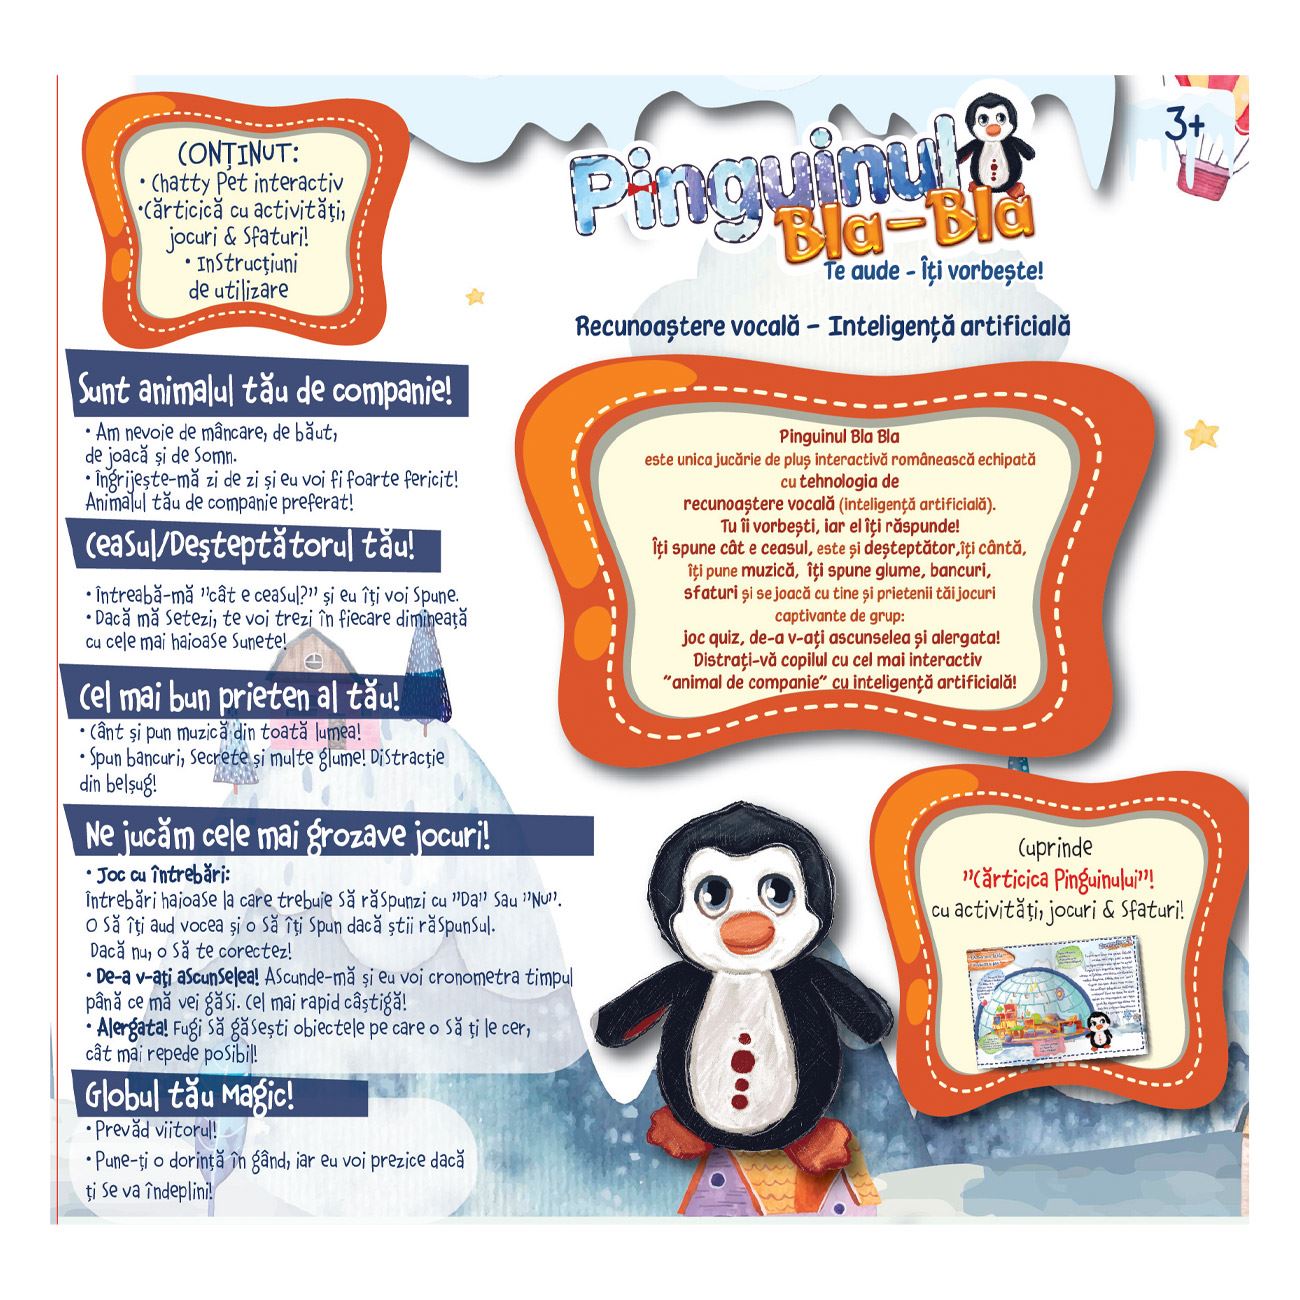 CONȚINUT:
• Chatty Pet interactiv
• Cărticică cu activități,
jocuri & Sfaturi!
• Instrucțiuni
de utilizare
Sunt animalul tău de companie!
• Am nevoie de mâncare, de băut,
de joacă și de Somn.
• Îngrijește-mă zi de zi și eu voi fi foarte fericit!
Animalul tău de companie preferat!
Ceasul/Deșteptătorul tău!
• Întreabă-mă "cât e ceasul?" și eu îți voi Spune.
• Dacă mă Setezi, te voi trezi în fiecare dimineață
cu cele mai haioase Sunete!
Cel mai bun prieten al tău!
• Cânt și pun muzică din toată lumea!
• Spun bancuri, Secrete și multe glume! Distracție
din belșug!
Ne jucăm cele mai grozave jocuri!
• Joc cu întrebări:
Întrebări haioase la care trebuie Să răSpunzi cu "Da" Sau "Nu".
O Să îți aud vocea și o Să îți Spun dacă știi răSpunSul.
Dacă nu, o Să te corectez!
• De-a v-ați ascunselea! Ascunde-mă și eu voi cronometra timpul
până ce mă vei găSi. Cel mai rapid câștigă!
• Alergata! Fugi Să găSești obiectele pe care o Să ți le cer,
cât mai repede poSibil!
Globul tău Magic!
• Prevăd viitorul!
• Pune-ți o dorință în gând, iar eu voi prezice dacă
ți Se va îndeplini!
3+
Pinguinul
Bla-Bla
Te aude - Îți vorbește!
Recunoaștere vocală – Inteligență artificială
Pinguinul Bla Bla
este unica jucărie de pluș interactivă românească echipată
cu tehnologia de
recunoaștere vocală (inteligență artificială).
Tu îi vorbești, iar el îți răspunde!
Îți spune cât e ceasul, este și deșteptător,îți cântă,
îți pune muzică, îți spune glume, bancuri,
sfaturi și se joacă cu tine și prietenii tăi jocuri
captivante de grup:
joc quiz, de-a v-ați ascunselea și alergata!
Distrați-vă copilul cu cel mai interactiv
"animal de companie" cu inteligență artificială!
Cuprinde
"Cărticica Pinguinului"!
cu activități, jocuri & Sfaturi!